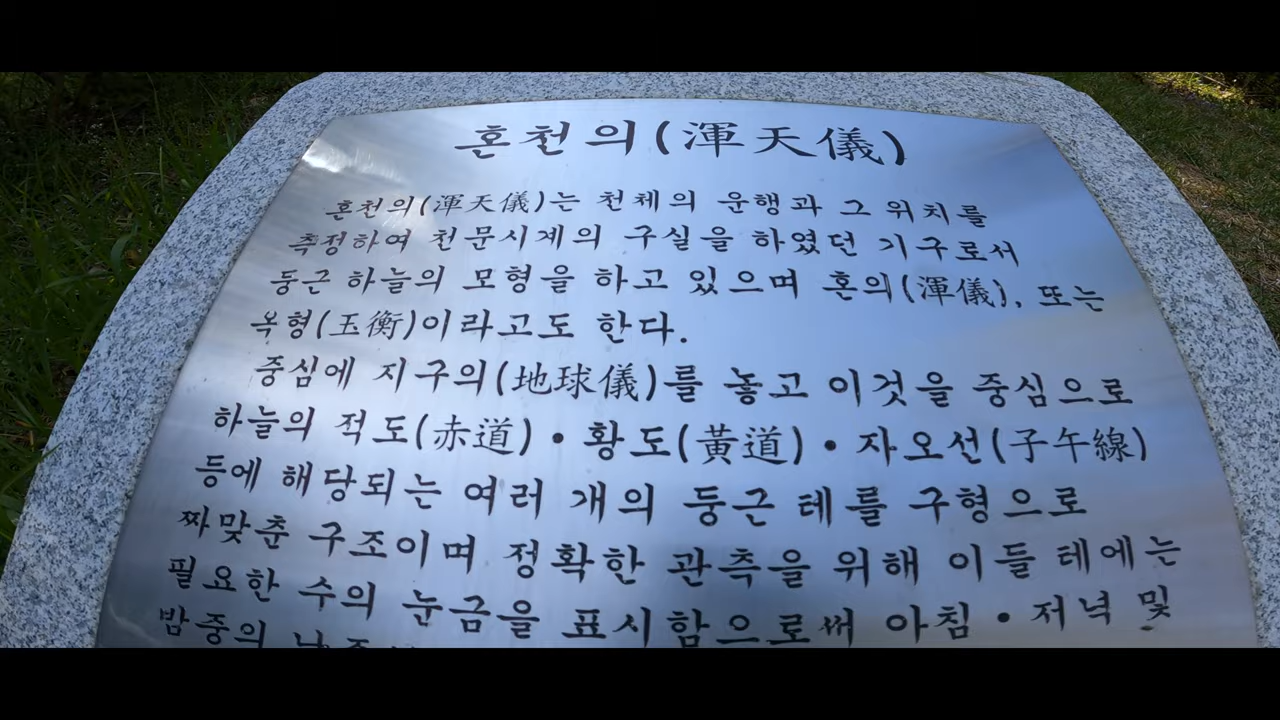 혼천의(渾天儀)
혼천의(渾天儀)는 천체의 운행과 그 위치를
측정하여 천문시계의 구실을 하였던 기구로서
둥근 하늘의 모형을 하고 있으며 혼의(渾儀), 또는
옥형(玉衡)이라고도 한다.
중심에 지구의(地球儀)를 놓고 이것을 중심으로
하늘의 적도(赤道)·황도(黃道)·자오선(子午線)
등에 해당되는 여러 개의 둥근 테를 구형으로
짜맞춘 구조이며 정확한 관측을 위해 이들 테에는
필요한 수의 눈금을 표시함으로써 아침·저녁 및
밤중의